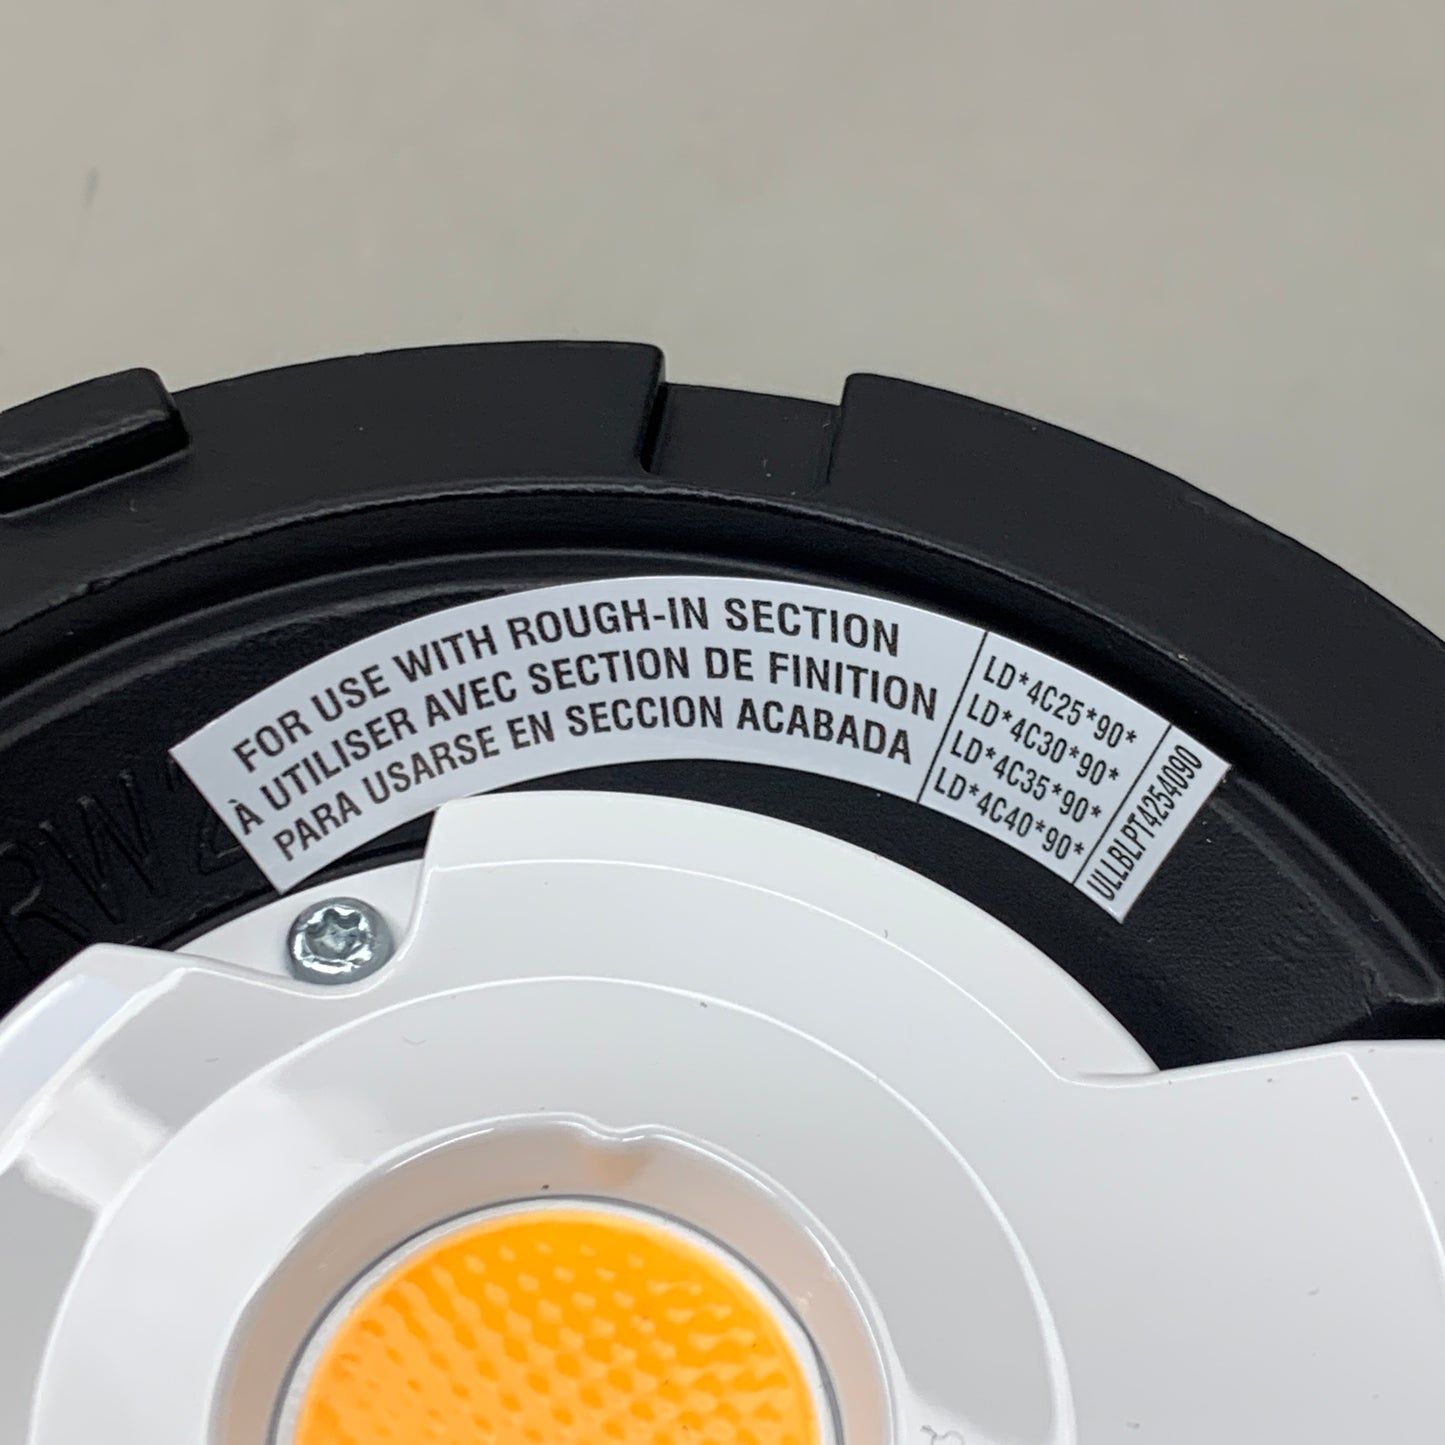 FOR USE WITH ROUGH-IN SECTION
À UTILISER AVEC SECTION DE FINITION
PARA USARSE EN SECCION ACABADA
LD*4C25*90*
LD*4C30*90*
LD*4C35*90*
LD*4C40*90*
ULLBLPT4254090